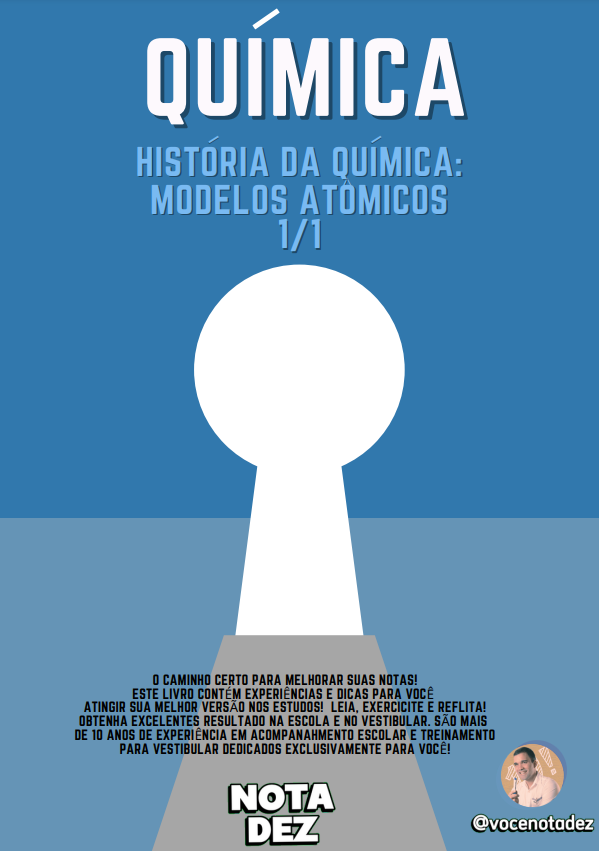 QUÍMICA
HISTÓRIA DA QUÍMICA:
MODELOS ATÔMICOS
1/1
O CAMINHO CERTO PARA MELHORAR SUAS NOTAS!
ESTE LIVRO CONTÉM EXPERIÊNCIAS E DICAS PARA VOCÊ
ATINGIR SUA MELHOR VERSÃO NOS ESTUDOS! LEIA, EXERCICITE E REFLITA!
OBTENHA EXCELENTES RESULTADO NA ESCOLA E NO VESTIBULAR. SÃO MAIS
DE 10 ANOS DE EXPERIÊNCIA EM ACOMPANAHMENTO ESCOLAR E TREINAMENTO
PARA VESTIBULAR DEDICADOS EXCLUSIVAMENTE PARA VOCÊ!
NOTA
DEZ
@vocenotadez